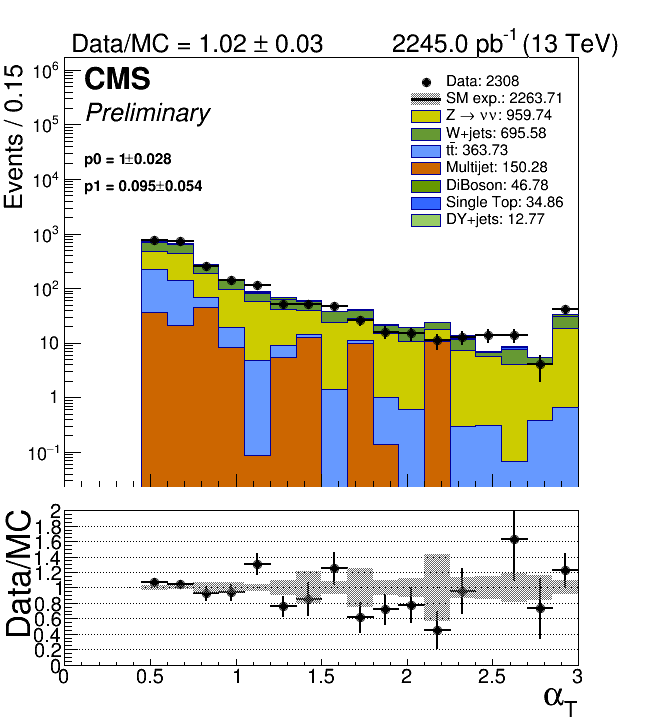 Data/MC = 1.02 ± 0.03 2245.0 pb⁻¹ (13 TeV)
CMS
Preliminary
p0 = 1±0.028
p1 = 0.095±0.054
Data: 2308
SM exp.: 2263.71
Z → νν: 959.74
W+jets: 695.58
tt̄: 363.73
Multijet: 150.28
DiBoson: 46.78
Single Top: 34.86
DY+jets: 12.77
Events / 0.15
10⁶
10⁵
10⁴
10³
10²
10
1
10⁻¹
Data/MC
2
1.8
1.6
1.4
1.2
1
0.8
0.6
0.4
0.2
0
0 0.5 1 1.5 2 2.5 3
α_T